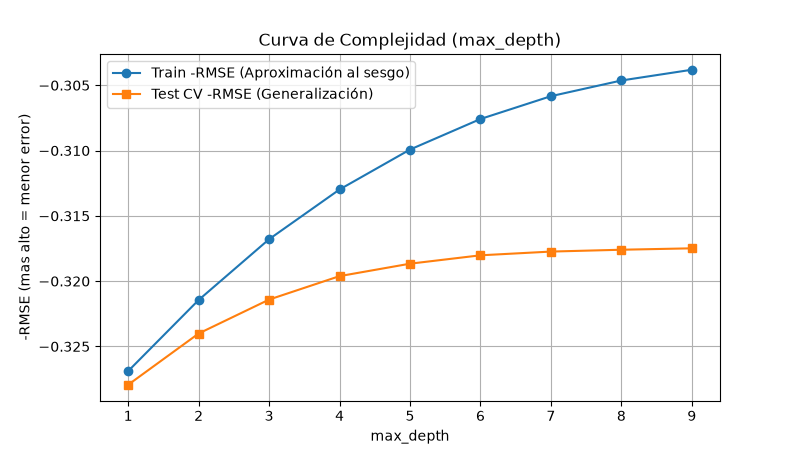 Curva de Complejidad (max_depth)
Train -RMSE (Aproximación al sesgo)
Test CV -RMSE (Generalización)
-RMSE (mas alto = menor error)
−0.305
−0.310
−0.315
−0.320
−0.325
1 2 3 4 5 6 7 8 9
max_depth